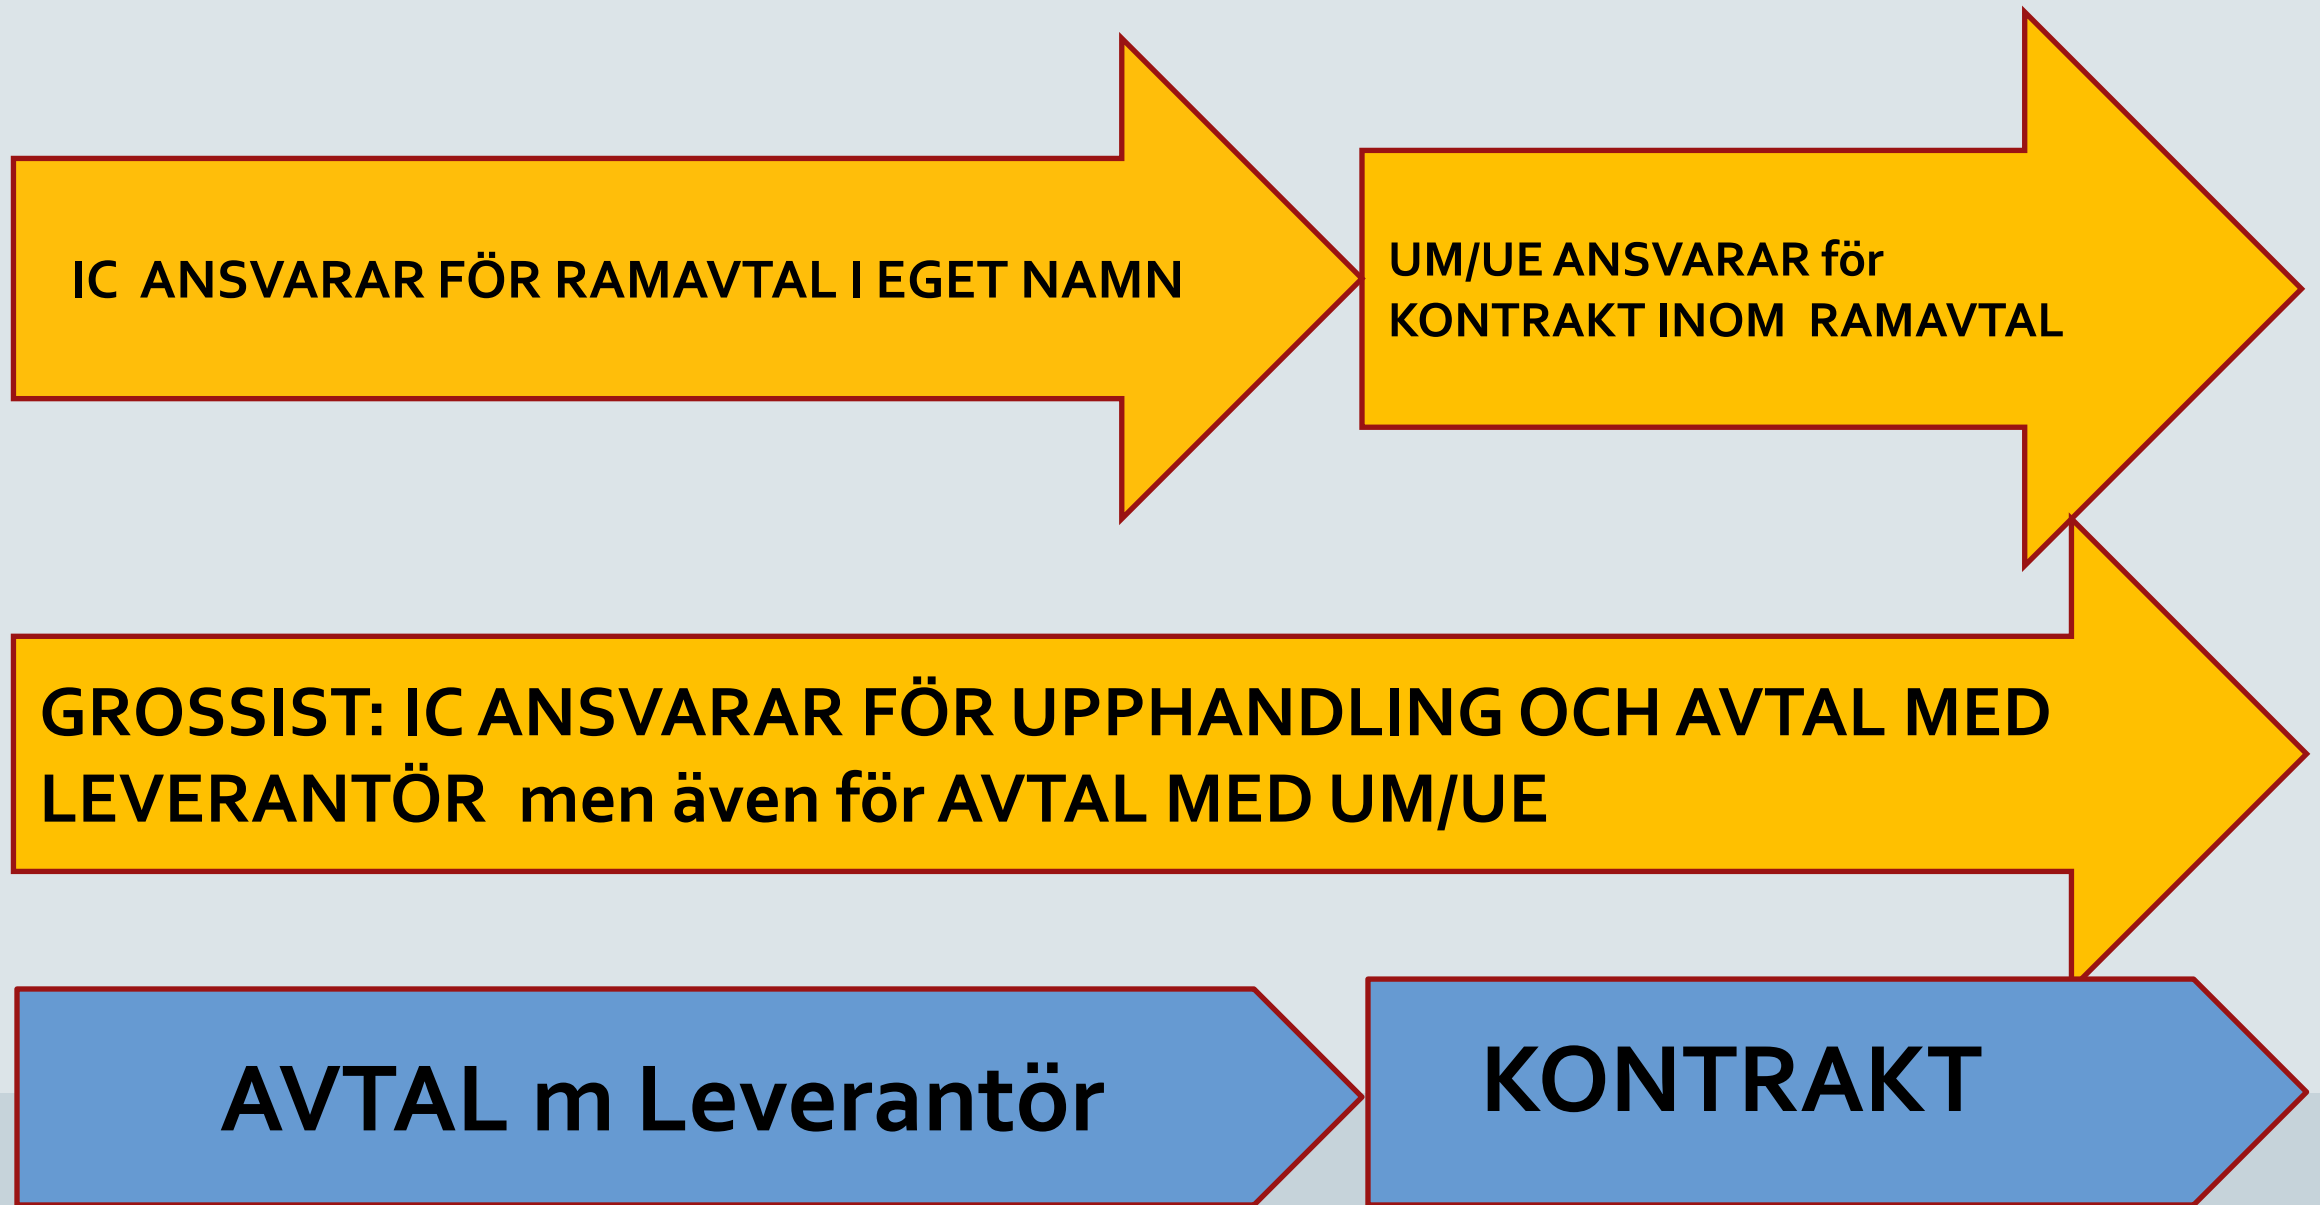 IC ANSVARAR FÖR RAMAVTAL I EGET NAMN
UM/UE ANSVARAR för
KONTRAKT INOM RAMAVTAL
GROSSIST: IC ANSVARAR FÖR UPPHANDLING OCH AVTAL MED
LEVERANTÖR men även för AVTAL MED UM/UE
AVTAL m Leverantör
KONTRAKT